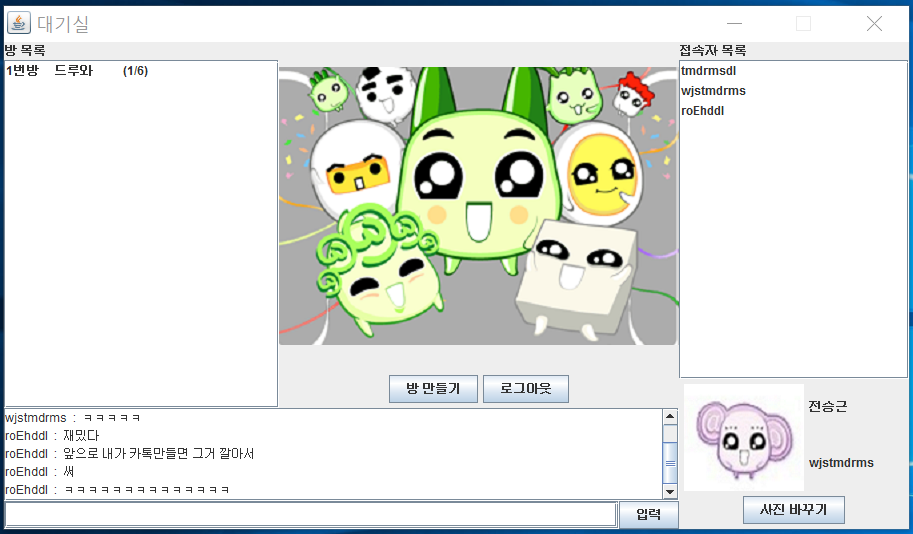 대기실
방 목록
접속자 목록
1번방 드루와 (1/6)
tmdrmsdl
wjstmdrms
roEhddl
방 만들기
로그아웃
wjstmdrms : ㅋㅋㅋㅋㅋ
roEhddl : 재밌다
roEhddl : 앞으로 내가 카톡만들면 그거 깔아서
roEhddl : 써
roEhddl : ㅋㅋㅋㅋㅋㅋㅋㅋㅋㅋㅋㅋㅋㅋ
입력
전승근
wjstmdrms
사진 바꾸기